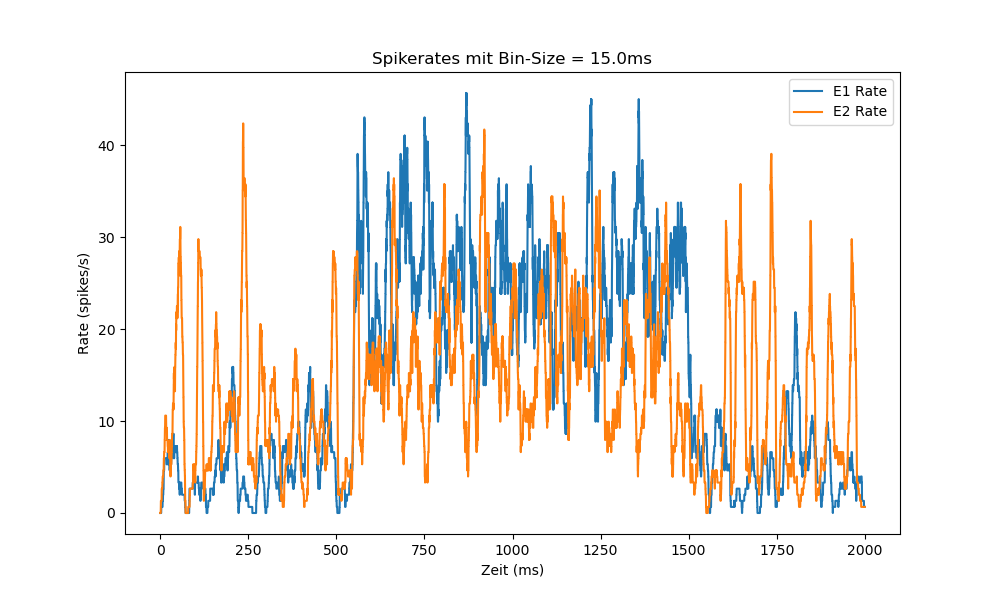 Spikerates mit Bin-Size = 15.0ms
E1 Rate
E2 Rate
40
30
20
10
0
Rate (spikes/s)
0 250 500 750 1000 1250 1500 1750 2000
Zeit (ms)